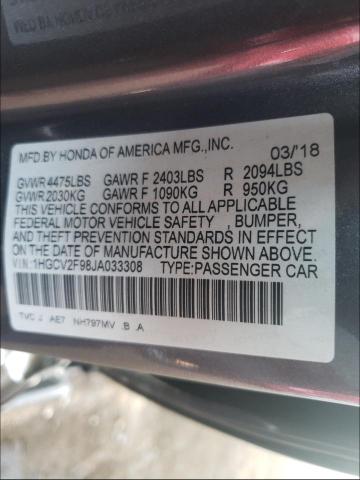 MFD.BY HONDA OF AMERICA MFG.,INC.
03/'18
GVWR 4475LBS GAWR F 2403LBS R 2094LBS
GVWR 2030KG GAWR F 1090KG R 950KG
THIS VEHICLE CONFORMS TO ALL APPLICABLE
FEDERAL MOTOR VEHICLE SAFETY , BUMPER,
AND THEFT PREVENTION STANDARDS IN EFFECT
ON THE DATE OF MANUFACTURE SHOWN ABOVE.
V.I.N: 1HGCV2F98JA033308 TYPE:PASSENGER CAR
TVC J AE7 NH797MV B A